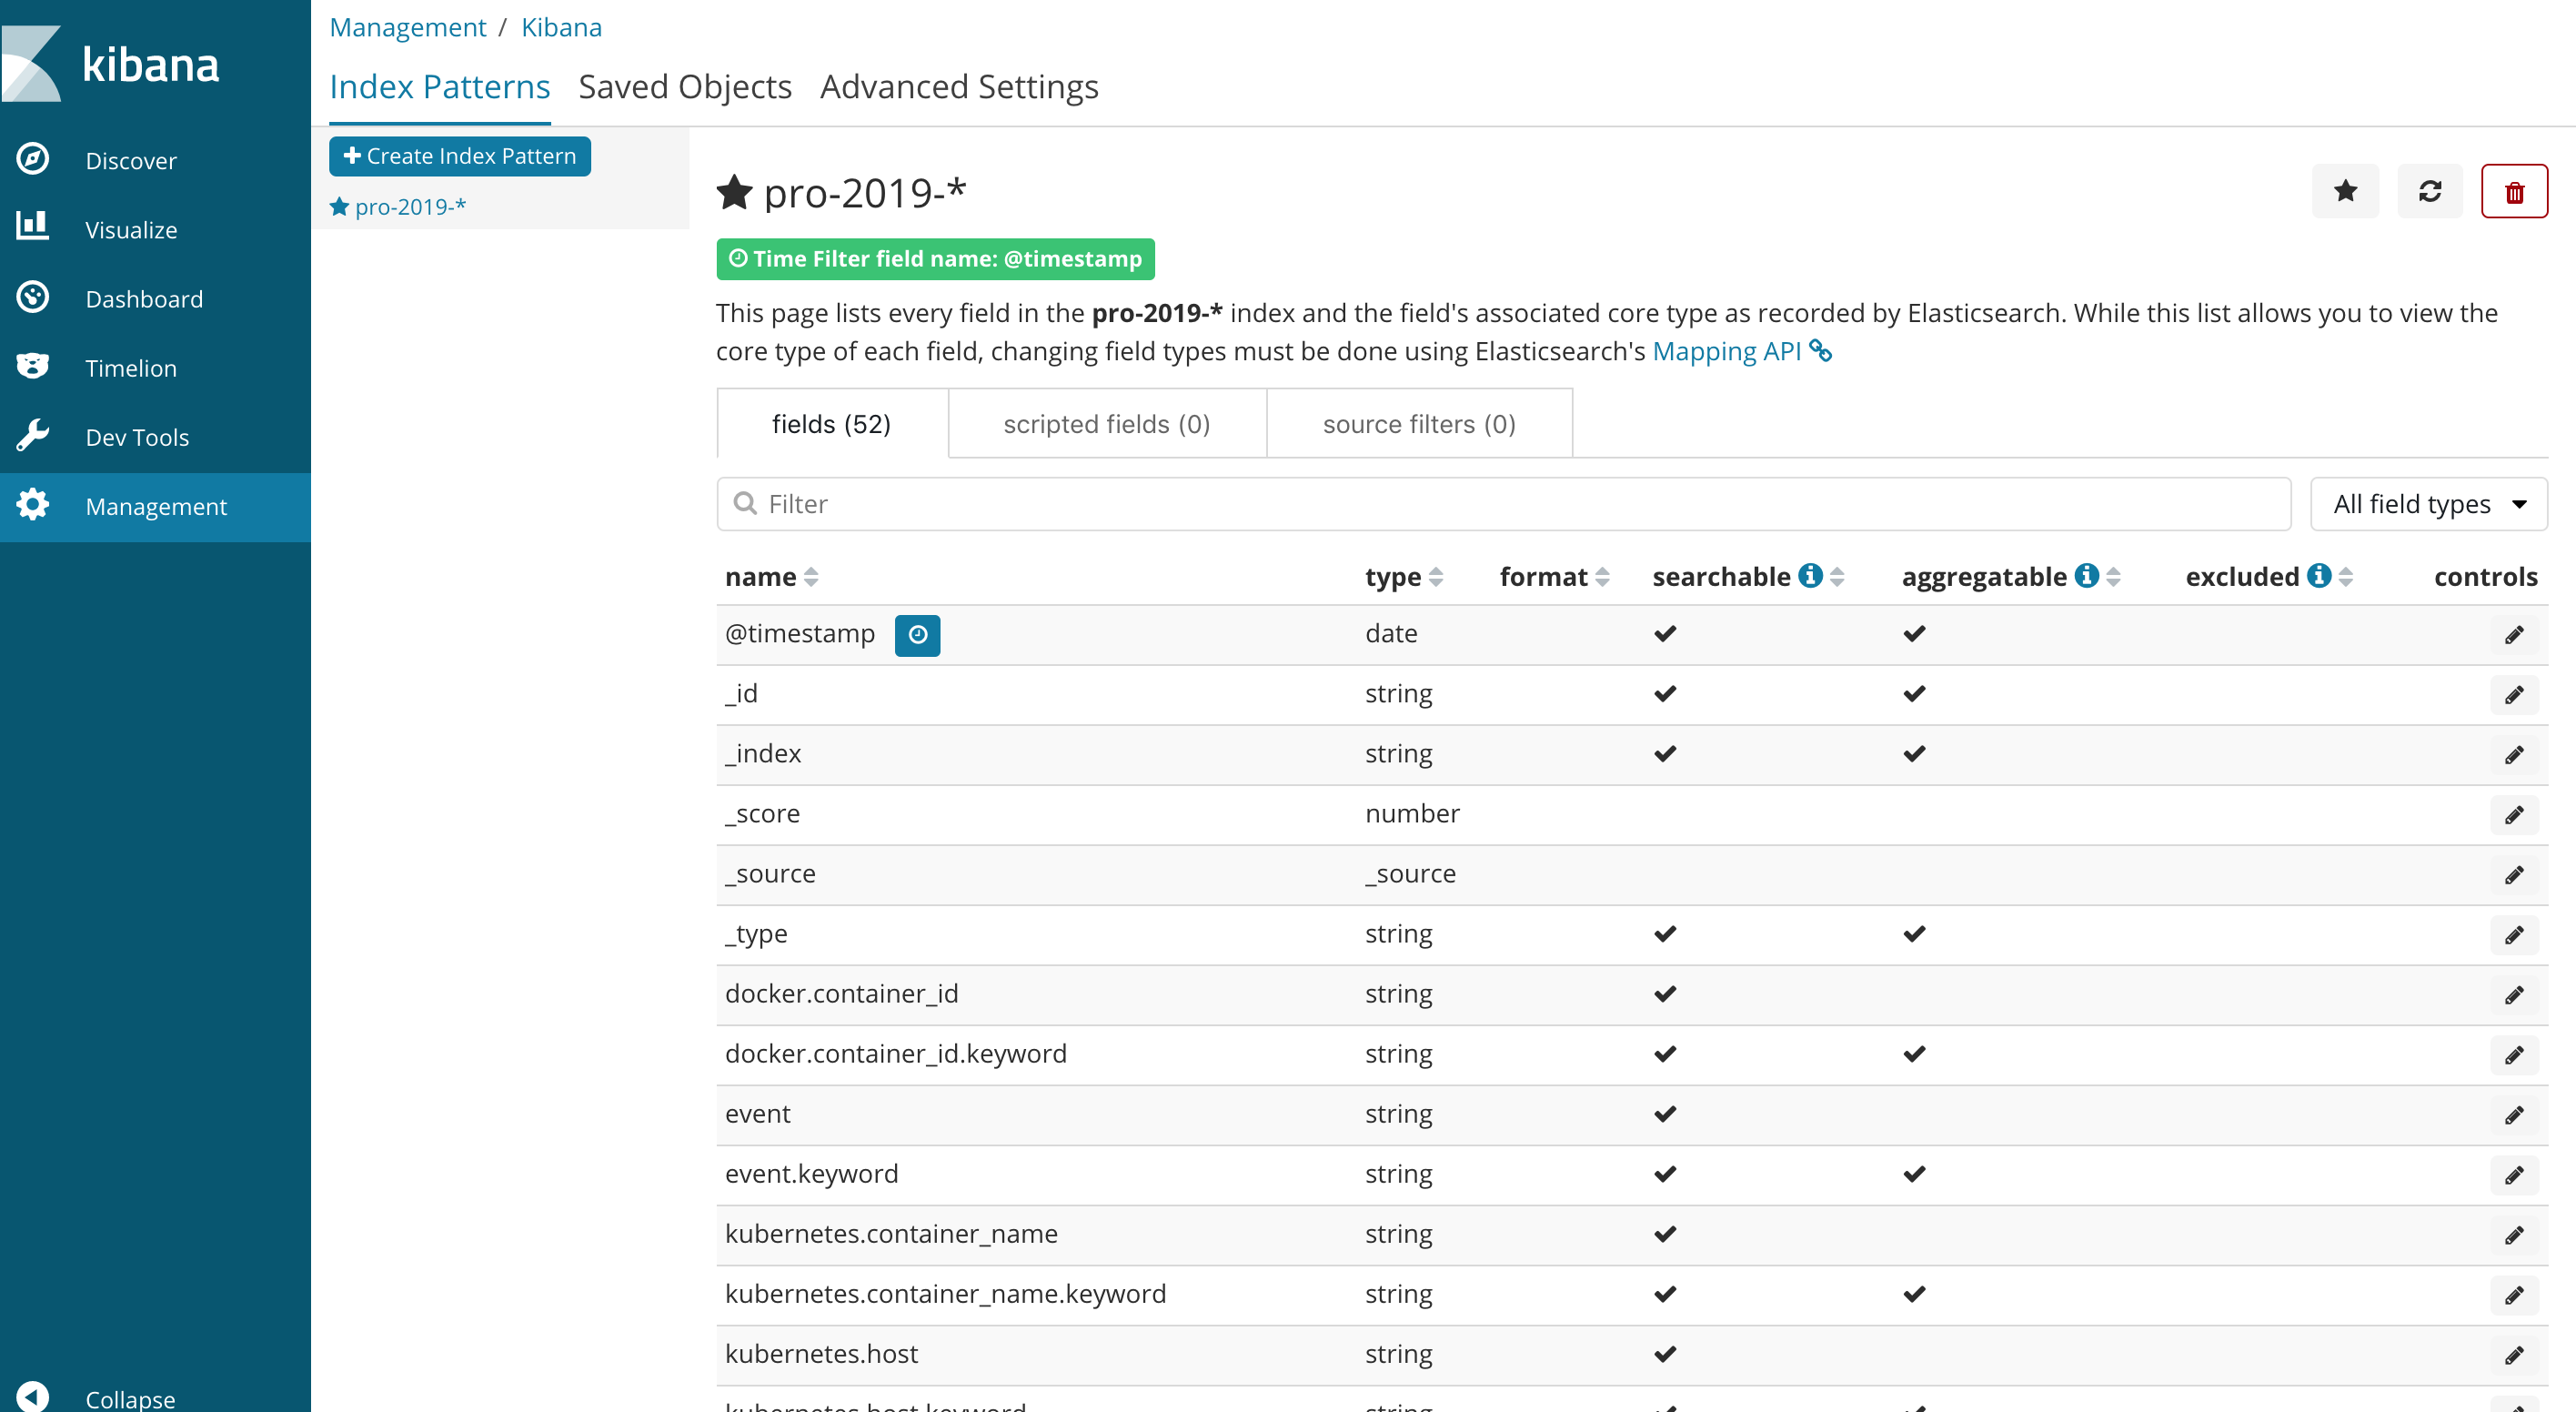 kibana
Discover
Visualize
Dashboard
Timelion
Dev Tools
Management
Collapse
Management / Kibana
Index Patterns Saved Objects Advanced Settings
Create Index Pattern
pro-2019-*
pro-2019-*
Time Filter field name: @timestamp
This page lists every field in the pro-2019-* index and the field's associated core type as recorded by Elasticsearch. While this list allows you to view the
core type of each field, changing field types must be done using Elasticsearch's Mapping API
fields (52) scripted fields (0) source filters (0)
Filter All field types
name type format searchable aggregatable excluded controls
@timestamp date
_id string
_index string
_score number
_source _source
_type string
docker.container_id string
docker.container_id.keyword string
event string
event.keyword string
kubernetes.container_name string
kubernetes.container_name.keyword string
kubernetes.host string
kubernetes.host.keyword string